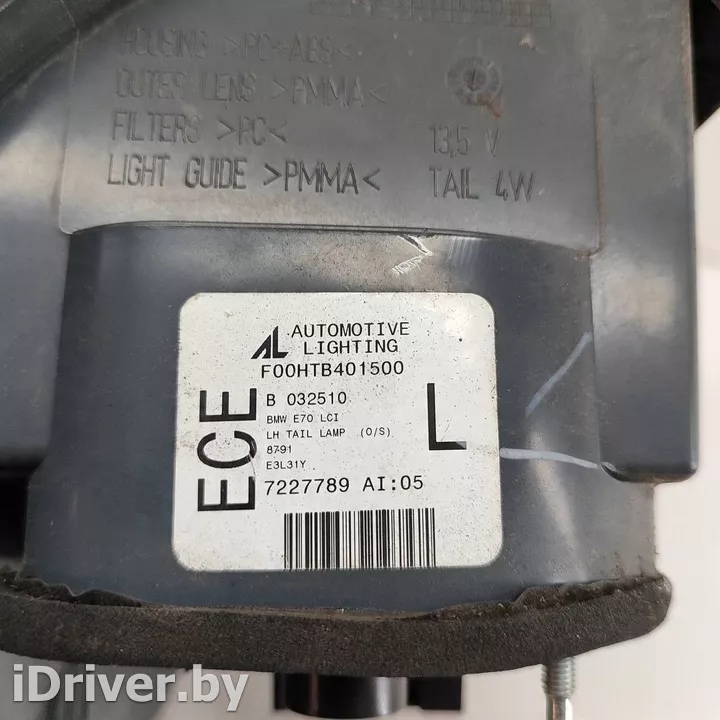 HOUSING >PC-ABS<
OUTER LENS >PMMA<
FILTERS >PC<
13,5 V
LIGHT GUIDE >PMMA<
TAIL 4W
AL AUTOMOTIVE
LIGHTING
F00HTB401500
ECE
B 032510
BMW E70 LCI
LH TAIL LAMP (O/S)
8791
E3L31Y
L
7227789 AI:05
iDriver.by